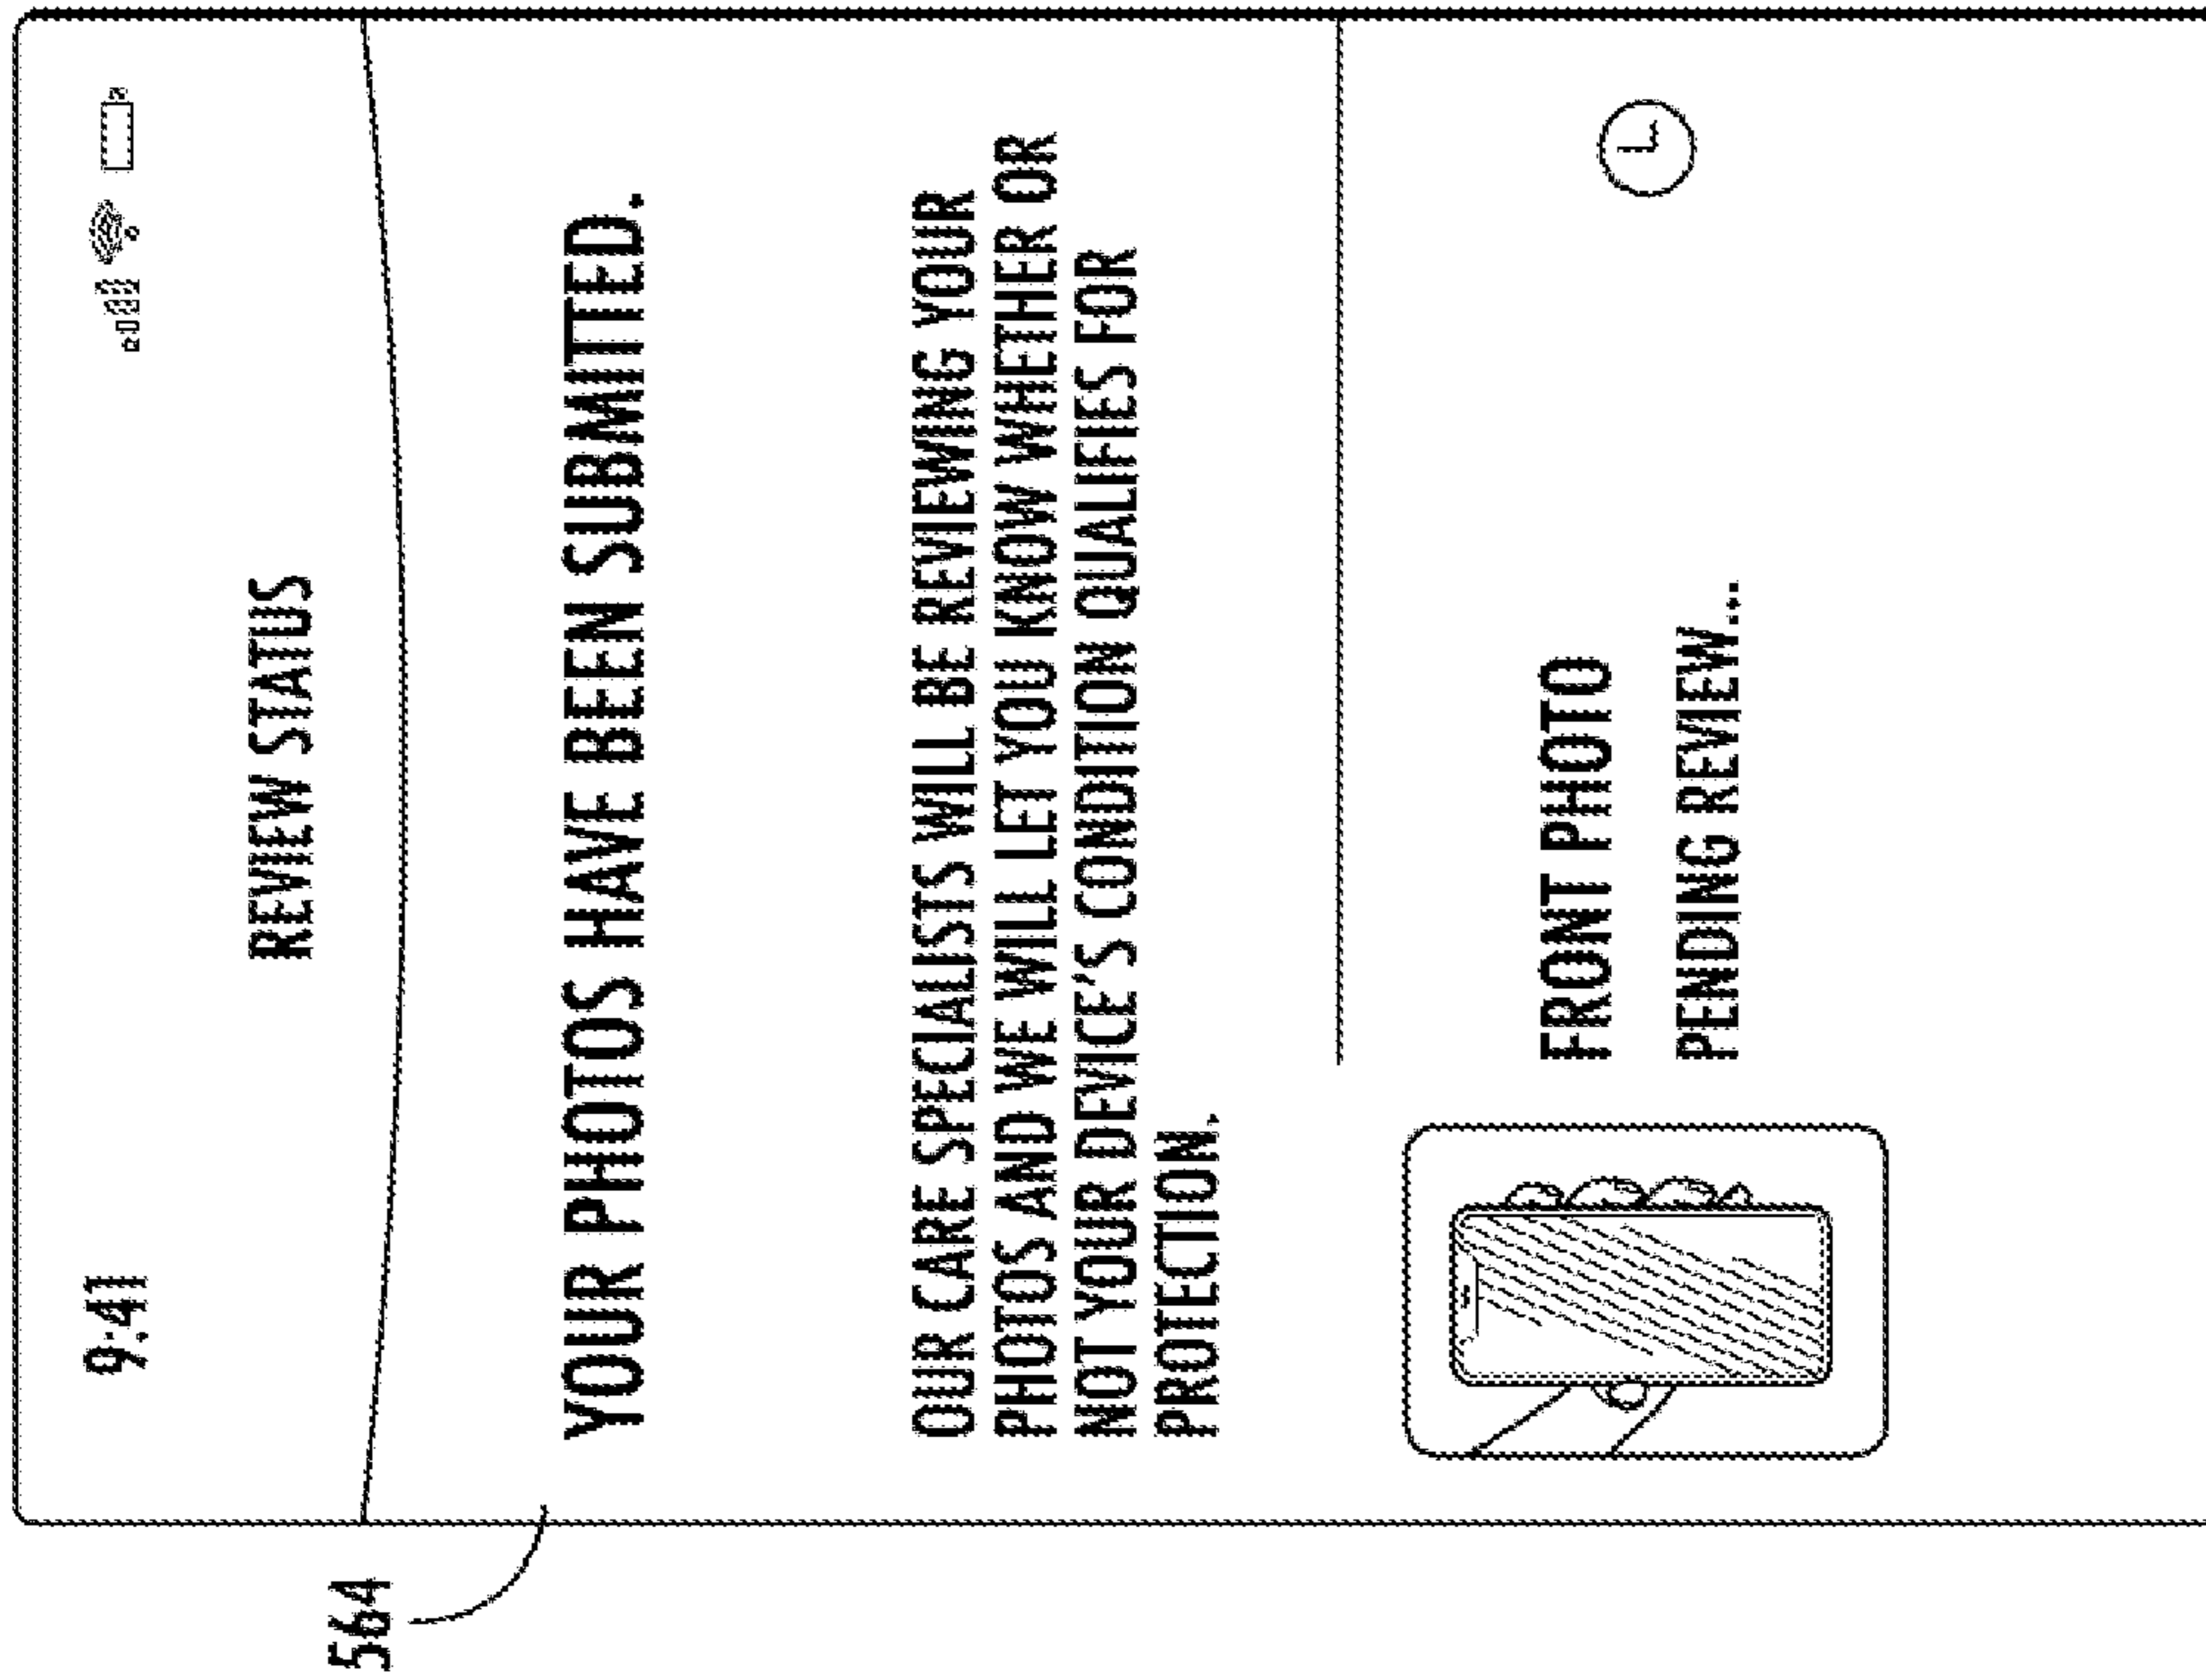 9:41
REVIEW STATUS
564
YOUR PHOTOS HAVE BEEN SUBMITTED.
OUR CARE SPECIALISTS WILL BE REVIEWING YOUR
PHOTOS AND WE WILL LET YOU KNOW WHETHER OR
NOT YOUR DEVICE'S CONDITION QUALIFIES FOR
PROTECTION.
FRONT PHOTO
PENDING REVIEW...